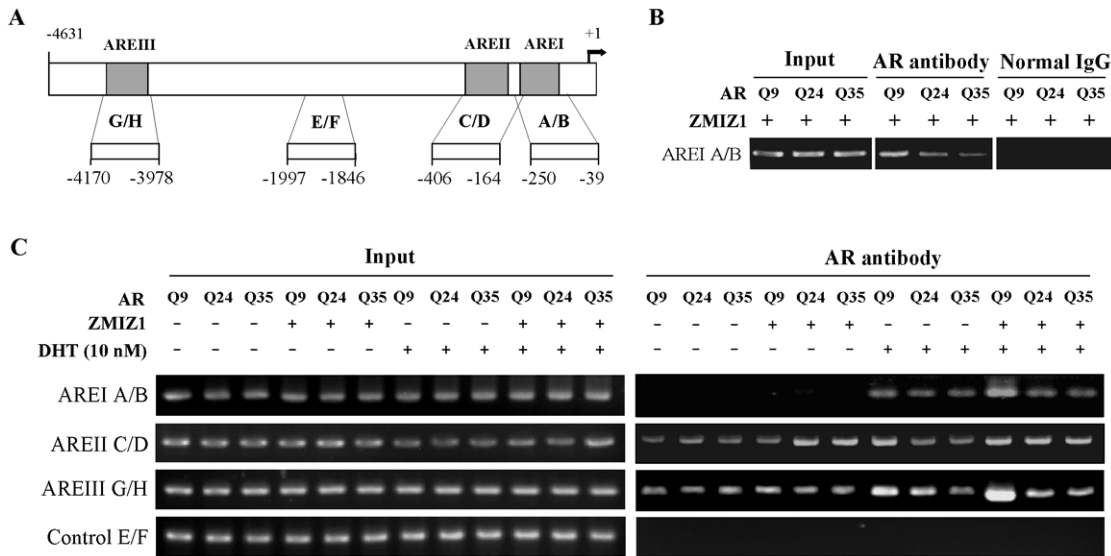 A
-4631
AREIII
AREII
AREI
+1
G/H
E/F
C/D
A/B
-4170
-3978
-1997
-1846
-406
-164
-250
-39
B
Input
AR antibody
Normal IgG
AR Q9 Q24 Q35 Q9 Q24 Q35 Q9 Q24 Q35
ZMIZ1 + + + + + + + + +
AREI A/B
C
Input
AR antibody
AR Q9 Q24 Q35 Q9 Q24 Q35 Q9 Q24 Q35 Q9 Q24 Q35 Q9 Q24 Q35 Q9 Q24 Q35 Q9 Q24 Q35 Q9 Q24 Q35
ZMIZ1 - - - + + + - - - + + + - - - + + + - - - + + +
DHT (10 nM) - - - - - - + + + + + + - - - - - - + + + + + +
AREI A/B
AREII C/D
AREIII G/H
Control E/F